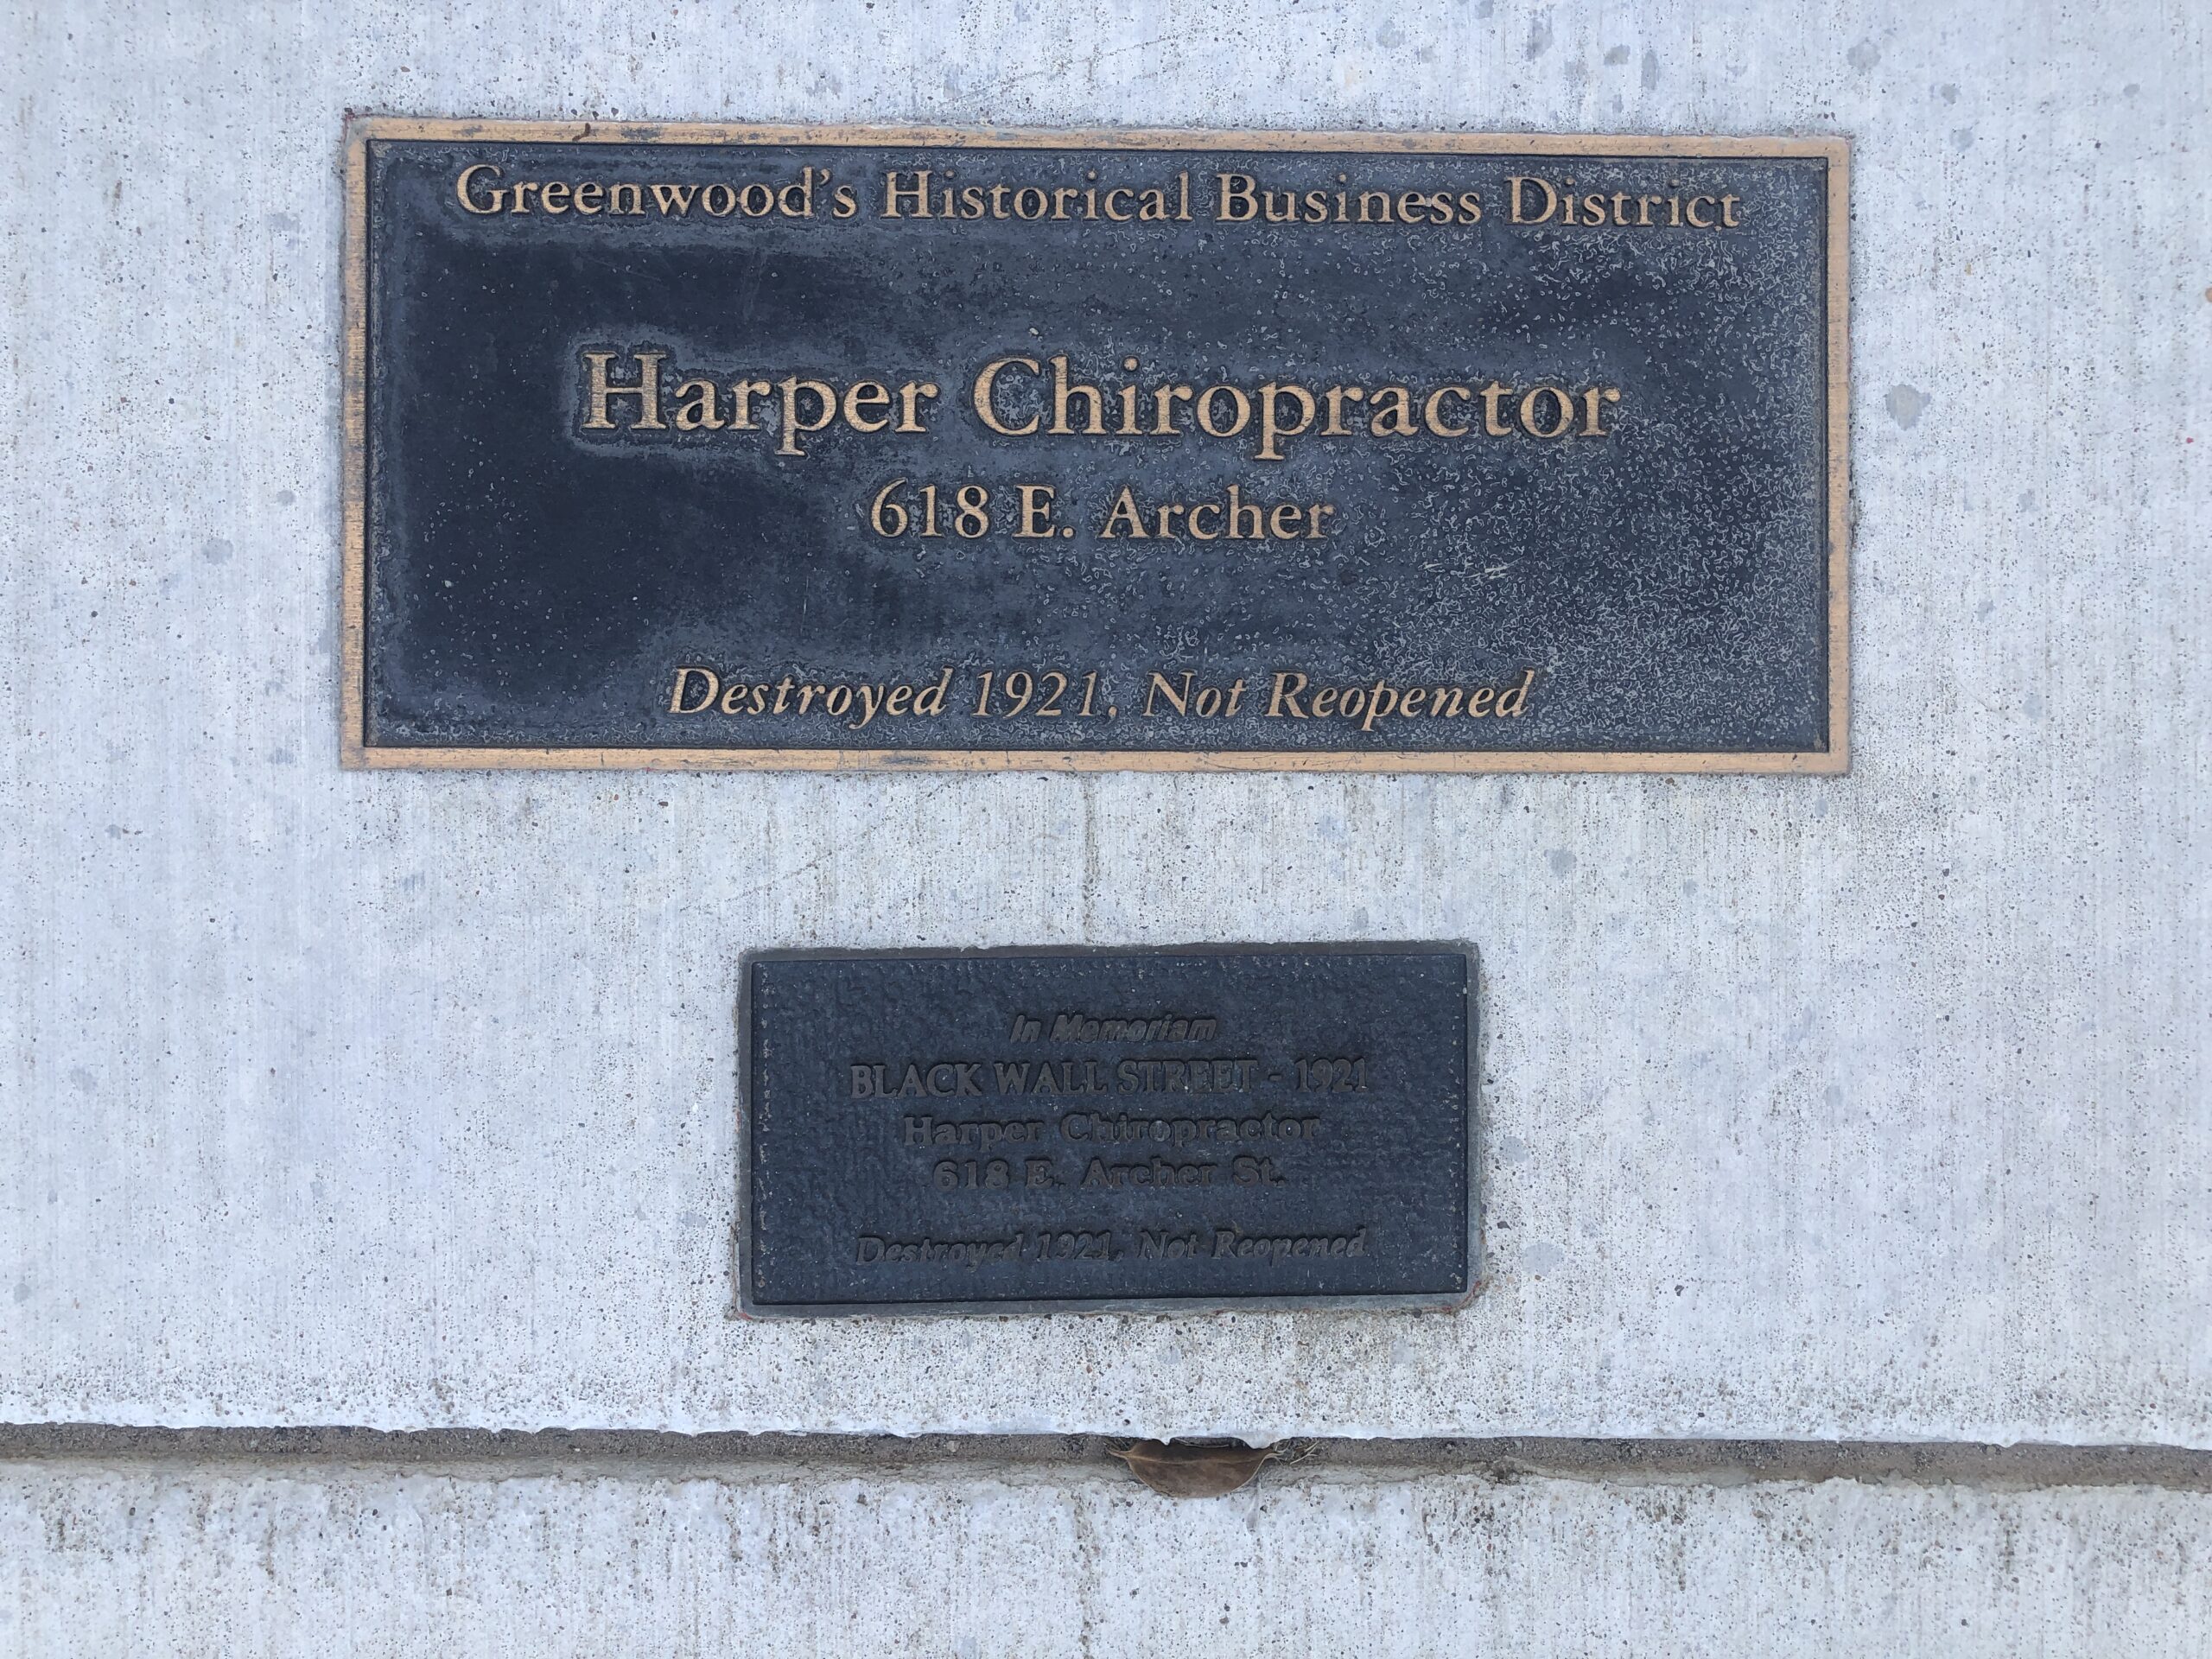 Greenwood's Historical Business District
Harper Chiropractor
618 E. Archer
Destroyed 1921, Not Reopened
In Memoriam
BLACK WALL STREET - 1921
Harper Chiropractor
618 E. Archer St.
Destroyed 1921, Not Reopened